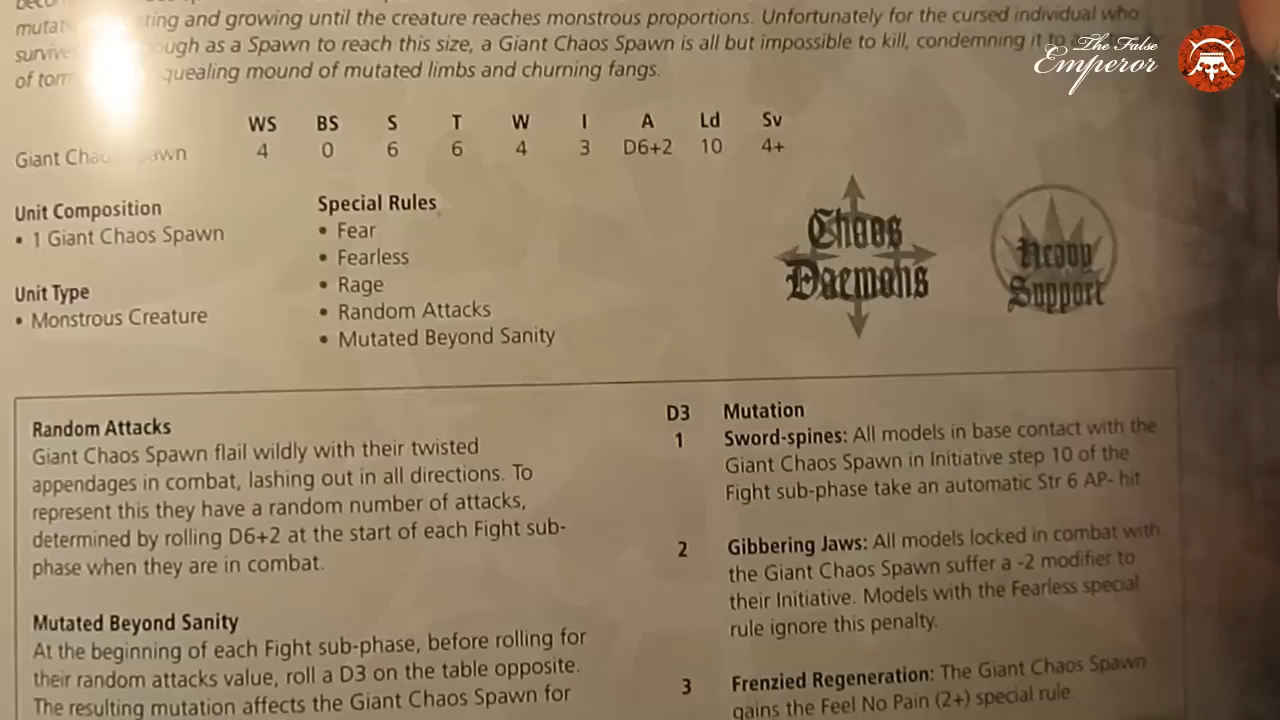 ting and growing until the creature reaches monstrous proportions. Unfortunately for the cursed individual who
survive ough as a Spawn to reach this size, a Giant Chaos Spawn is all but impossible to kill, condemning it to
of torm quealing mound of mutated limbs and churning fangs.
The False
Emperor
WS BS S T W I A Ld Sv
Giant Chao awn 4 0 6 6 4 3 D6+2 10 4+
Unit Composition
• 1 Giant Chaos Spawn
Unit Type
• Monstrous Creature
Special Rules
• Fear
• Fearless
• Rage
• Random Attacks
• Mutated Beyond Sanity
Chaos
Daemons
Heavy
Support
Random Attacks
Giant Chaos Spawn flail wildly with their twisted
appendages in combat, lashing out in all directions. To
represent this they have a random number of attacks,
determined by rolling D6+2 at the start of each Fight sub-
phase when they are in combat.
Mutated Beyond Sanity
At the beginning of each Fight sub-phase, before rolling for
their random attacks value, roll a D3 on the table opposite.
The resulting mutation affects the Giant Chaos Spawn for
D3 Mutation
1 Sword-spines: All models in base contact with the
Giant Chaos Spawn in Initiative step 10 of the
Fight sub-phase take an automatic Str 6 AP- hit
2 Gibbering Jaws: All models locked in combat with
the Giant Chaos Spawn suffer a -2 modifier to
their Initiative. Models with the Fearless special
rule ignore this penalty.
3 Frenzied Regeneration: The Giant Chaos Spawn
gains the Feel No Pain (2+) special rule.